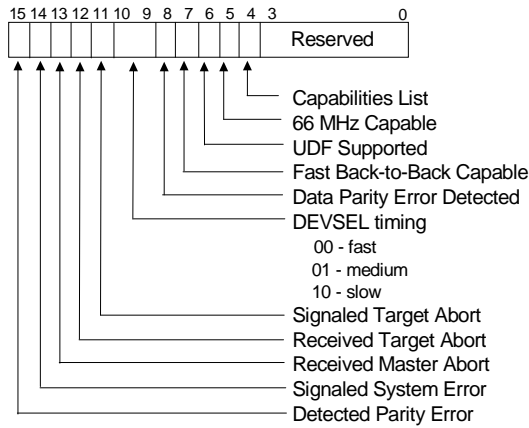 15 14 13 12 11 10 9 8 7 6 5 4 3 0
Reserved
Capabilities List
66 MHz Capable
UDF Supported
Fast Back-to-Back Capable
Data Parity Error Detected
DEVSEL timing
00 - fast
01 - medium
10 - slow
Signaled Target Abort
Received Target Abort
Received Master Abort
Signaled System Error
Detected Parity Error